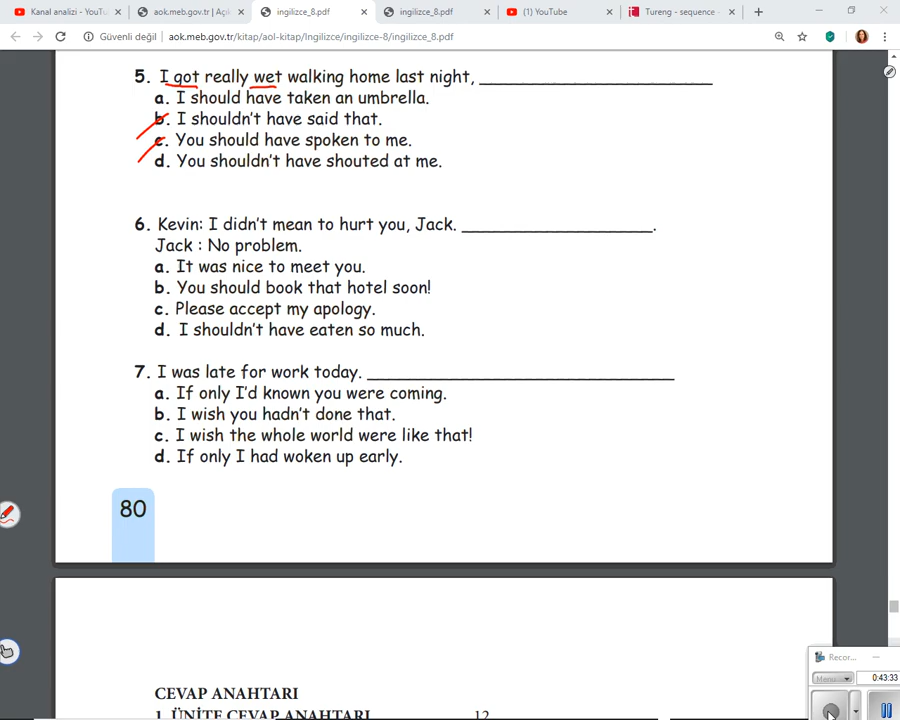 Kanal analizi - YouTu
aok.meb.gov.tr | Açık
ingilizce_8.pdf
ingilizce_8.pdf
(1) YouTube
Tureng - sequence -
Güvenli değil | aok.meb.gov.tr/kitap/aol-kitap/Ingilizce/ingilizce-8/ingilizce_8.pdf
5. I got really wet walking home last night, ____________________
a. I should have taken an umbrella.
b. I shouldn't have said that.
c. You should have spoken to me.
d. You shouldn't have shouted at me.
6. Kevin: I didn't mean to hurt you, Jack. ____________________.
Jack : No problem.
a. It was nice to meet you.
b. You should book that hotel soon!
c. Please accept my apology.
d. I shouldn't have eaten so much.
7. I was late for work today. ____________________
a. If only I'd known you were coming.
b. I wish you hadn't done that.
c. I wish the whole world were like that!
d. If only I had woken up early.
80
Recor...
Menu
0:43:33
CEVAP ANAHTARI
1. ÜNİTE CEVAP ANAHTARI 12